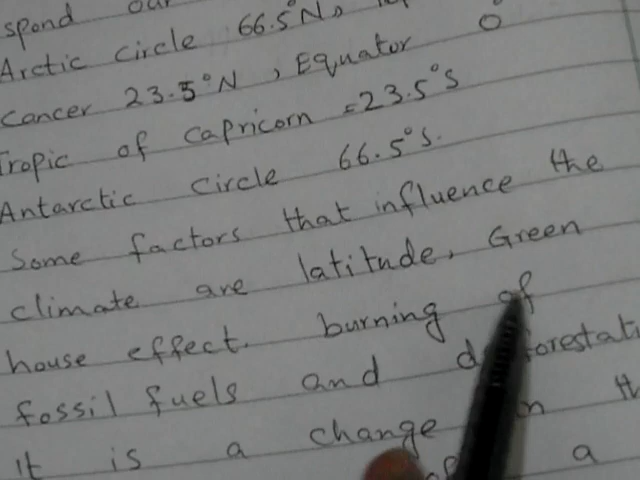 spond our
Arctic circle 66.5°N,
Cancer 23.5°N, Equator 0°
Tropic of Capricorn = 23.5°S
Antarctic circle 66.5°S.
Some factors that influence the
climate are latitude, Green
house effect. burning of
fossil fuels and
It is a change
a